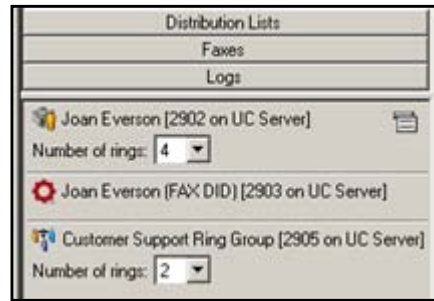 Distribution Lists
Faxes
Logs
Joan Everson [2902 on UC Server]
Number of rings: 4
Joan Everson (FAX DID) [2903 on UC Server]
Customer Support Ring Group [2905 on UC Server]
Number of rings: 2